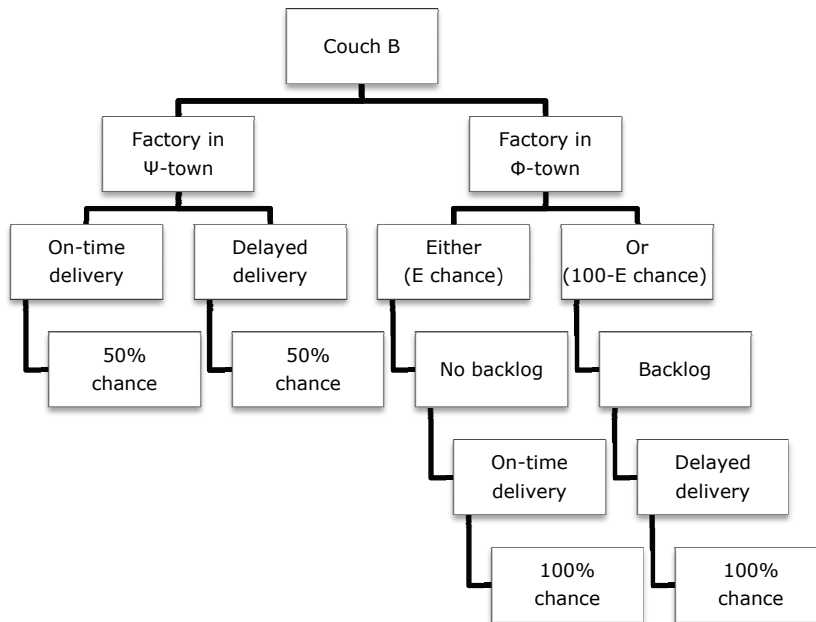 Couch B
Factory in
Ψ-town
Factory in
Φ-town
On-time
delivery
Delayed
delivery
Either
(E chance)
Or
(100-E chance)
50%
chance
50%
chance
No backlog
Backlog
On-time
delivery
Delayed
delivery
100%
chance
100%
chance